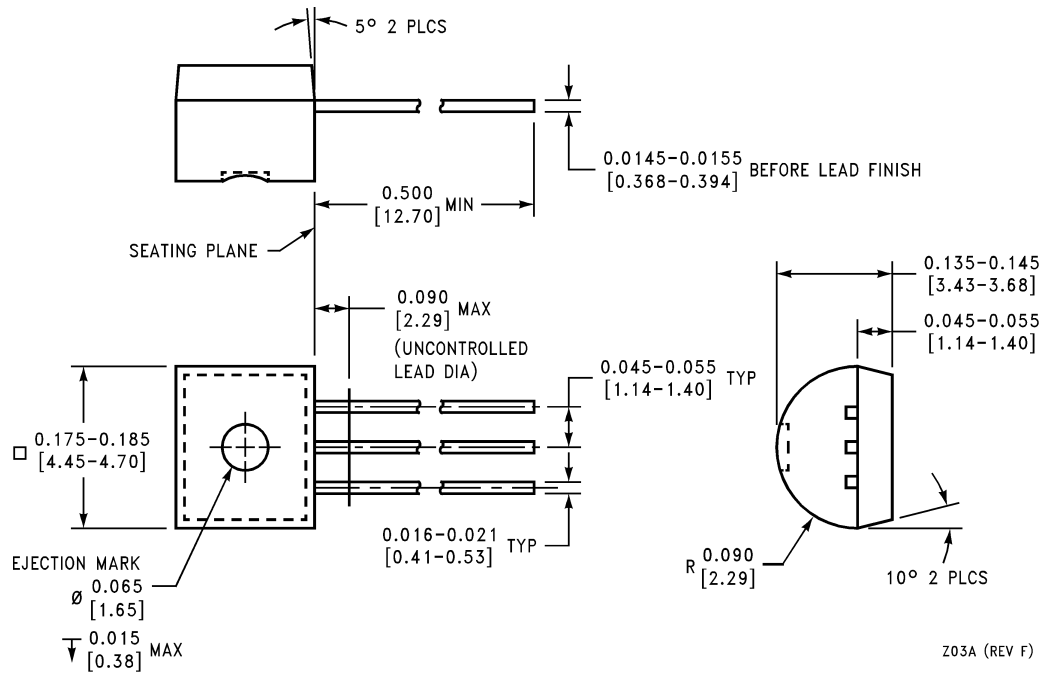 5° 2 PLCS
0.0145–0.0155
[0.368–0.394]
BEFORE LEAD FINISH
0.500
[12.70]
MIN
SEATING PLANE
0.090
[2.29]
MAX
(UNCONTROLLED
LEAD DIA)
0.135–0.145
[3.43–3.68]
0.045–0.055
[1.14–1.40]
0.045–0.055
[1.14–1.40]
TYP
0.175–0.185
[4.45–4.70]
0.016–0.021
[0.41–0.53]
TYP
EJECTION MARK
Ø 0.065
[1.65]
0.015
[0.38]
MAX
R 0.090
[2.29]
10° 2 PLCS
Z03A (REV F)